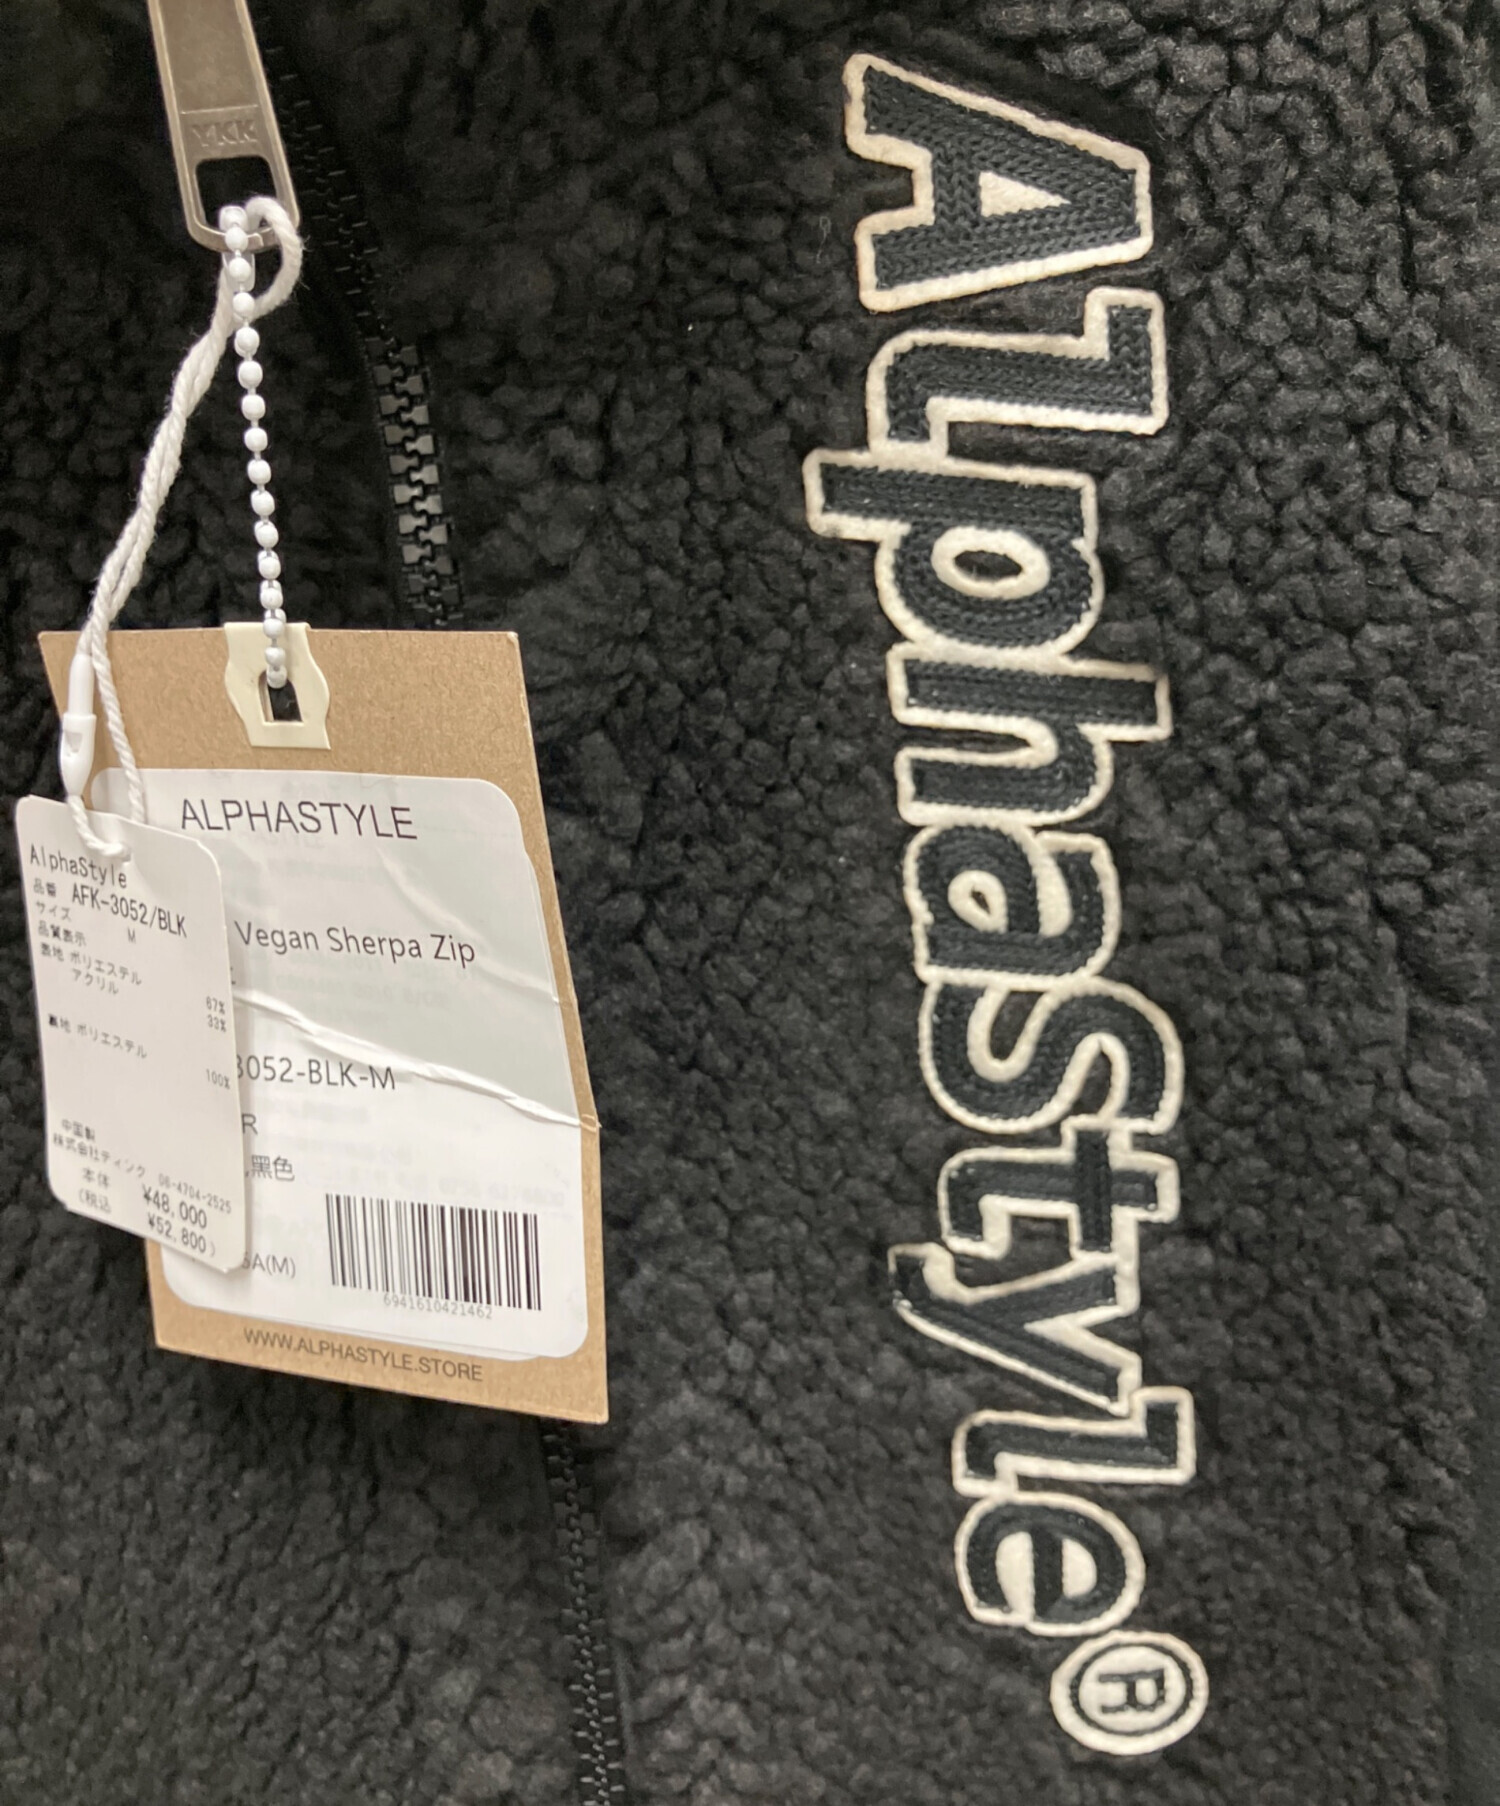 YKK
AlphaStyle®
ALPHASTYLE
Vegan Sherpa Zip
3052-BLK-M
R
,黑色
SA(M)
6941610421462
WWW.ALPHASTYLE.STORE
AlphaStyle
品番 AFK-3052/BLK
サイズ M
品質表示
表地 ポリエステル 67%
アクリル 33%
裏地 ポリエステル 100%
中国製
株式会社ティンク 06-4704-2525
本体 ¥48,000
(税込 ¥52,800)